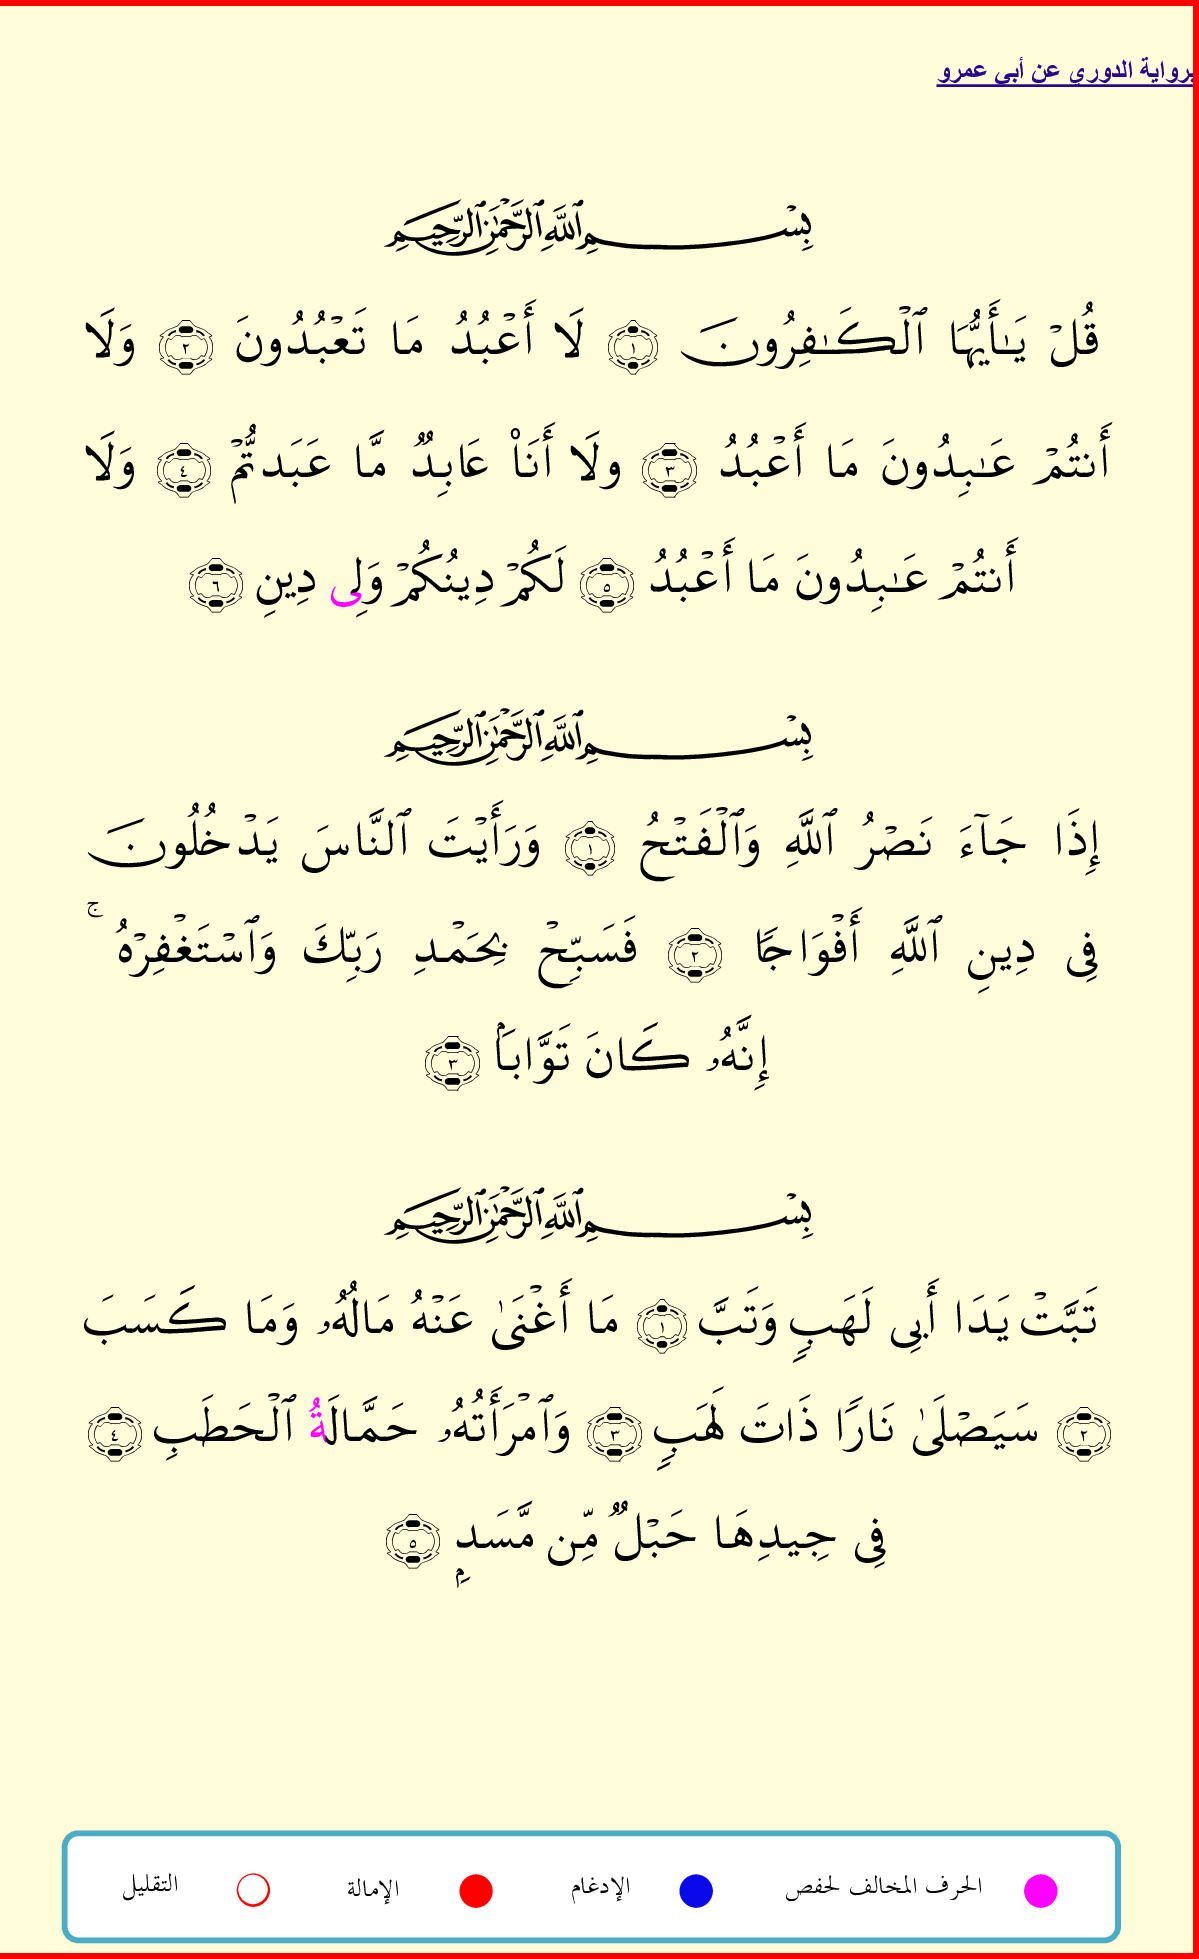 برواية الدوري عن أبي عمرو
بِسْمِ ٱللَّهِ ٱلرَّحْمَٰنِ ٱلرَّحِيمِ
قُلْ يَـٰٓأَيُّهَا ٱلْكَـٰفِرُونَ ١ لَا أَعْبُدُ مَا تَعْبُدُونَ ٢ وَلَا
أَنتُمْ عَـٰبِدُونَ مَا أَعْبُدُ ٣ ولَا أَنَا۠ عَابِدٌ مَّا عَبَدتُّمْ ٤ وَلَا
أَنتُمْ عَـٰبِدُونَ مَا أَعْبُدُ ٥ لَكُمْ دِينُكُمْ وَلِى دِينِ ٦
بِسْمِ ٱللَّهِ ٱلرَّحْمَٰنِ ٱلرَّحِيمِ
إِذَا جَآءَ نَصْرُ ٱللَّهِ وَٱلْفَتْحُ ١ وَرَأَيْتَ ٱلنَّاسَ يَدْخُلُونَ
فِى دِينِ ٱللَّهِ أَفْوَاجًا ٢ فَسَبِّحْ بِحَمْدِ رَبِّكَ وَٱسْتَغْفِرْهُ ۚ
إِنَّهُۥ كَانَ تَوَّابَۢا ٣
بِسْمِ ٱللَّهِ ٱلرَّحْمَٰنِ ٱلرَّحِيمِ
تَبَّتْ يَدَا أَبِى لَهَبٍ وَتَبَّ ١ مَا أَغْنَىٰ عَنْهُ مَالُهُۥ وَمَا كَسَبَ
٢ سَيَصْلَىٰ نَارًا ذَاتَ لَهَبٍ ٣ وَٱمْرَأَتُهُۥ حَمَّالَةُ ٱلْحَطَبِ ٤
فِى جِيدِهَا حَبْلٌ مِّن مَّسَدِۭ ٥
الحرف المخالف لحفص الإدغام الإمالة التقليل